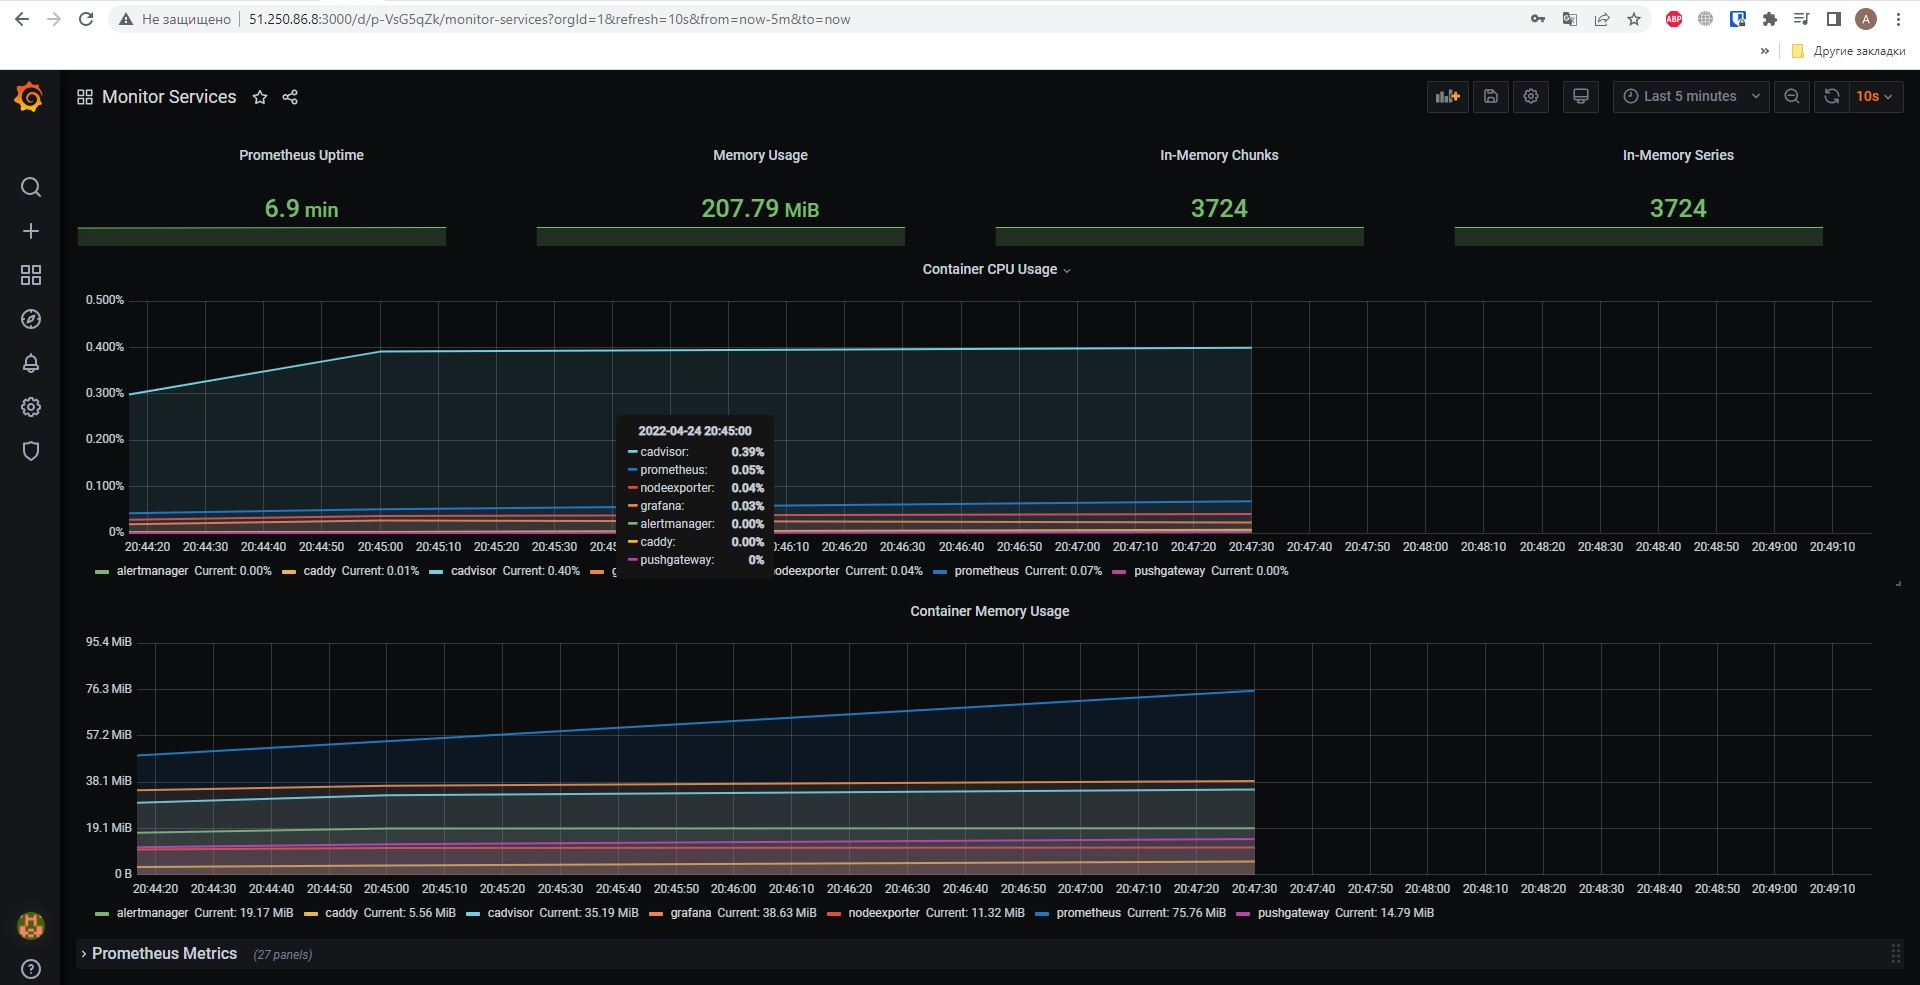 Не защищено 51.250.86.8:3000/d/p-VsG5qZk/monitor-services?orgId=1&refresh=10s&from=now-5m&to=now
ABP
A
» Другие закладки
Monitor Services
Last 5 minutes
10s
Prometheus Uptime
Memory Usage
In-Memory Chunks
In-Memory Series
6.9 min
207.79 MiB
3724
3724
Container CPU Usage
0.500%
0.400%
0.300%
0.200%
0.100%
0%
2022-04-24 20:45:00
cadvisor: 0.39%
prometheus: 0.05%
nodeexporter: 0.04%
grafana: 0.03%
alertmanager: 0.00%
caddy: 0.00%
pushgateway: 0%
20:44:20 20:44:30 20:44:40 20:44:50 20:45:00 20:45:10 20:45:20 20:45:30 20:45 0:46:10 20:46:20 20:46:30 20:46:40 20:46:50 20:47:00 20:47:10 20:47:20 20:47:30 20:47:40 20:47:50 20:48:00 20:48:10 20:48:20 20:48:30 20:48:40 20:48:50 20:49:00 20:49:10
alertmanager Current: 0.00% caddy Current: 0.01% cadvisor Current: 0.40% g odeexporter Current: 0.04% prometheus Current: 0.07% pushgateway Current: 0.00%
Container Memory Usage
95.4 MiB
76.3 MiB
57.2 MiB
38.1 MiB
19.1 MiB
0 B
20:44:20 20:44:30 20:44:40 20:44:50 20:45:00 20:45:10 20:45:20 20:45:30 20:45:40 20:45:50 20:46:00 20:46:10 20:46:20 20:46:30 20:46:40 20:46:50 20:47:00 20:47:10 20:47:20 20:47:30 20:47:40 20:47:50 20:48:00 20:48:10 20:48:20 20:48:30 20:48:40 20:48:50 20:49:00 20:49:10
alertmanager Current: 19.17 MiB caddy Current: 5.56 MiB cadvisor Current: 35.19 MiB grafana Current: 38.63 MiB nodeexporter Current: 11.32 MiB prometheus Current: 75.76 MiB pushgateway Current: 14.79 MiB
Prometheus Metrics (27 panels)